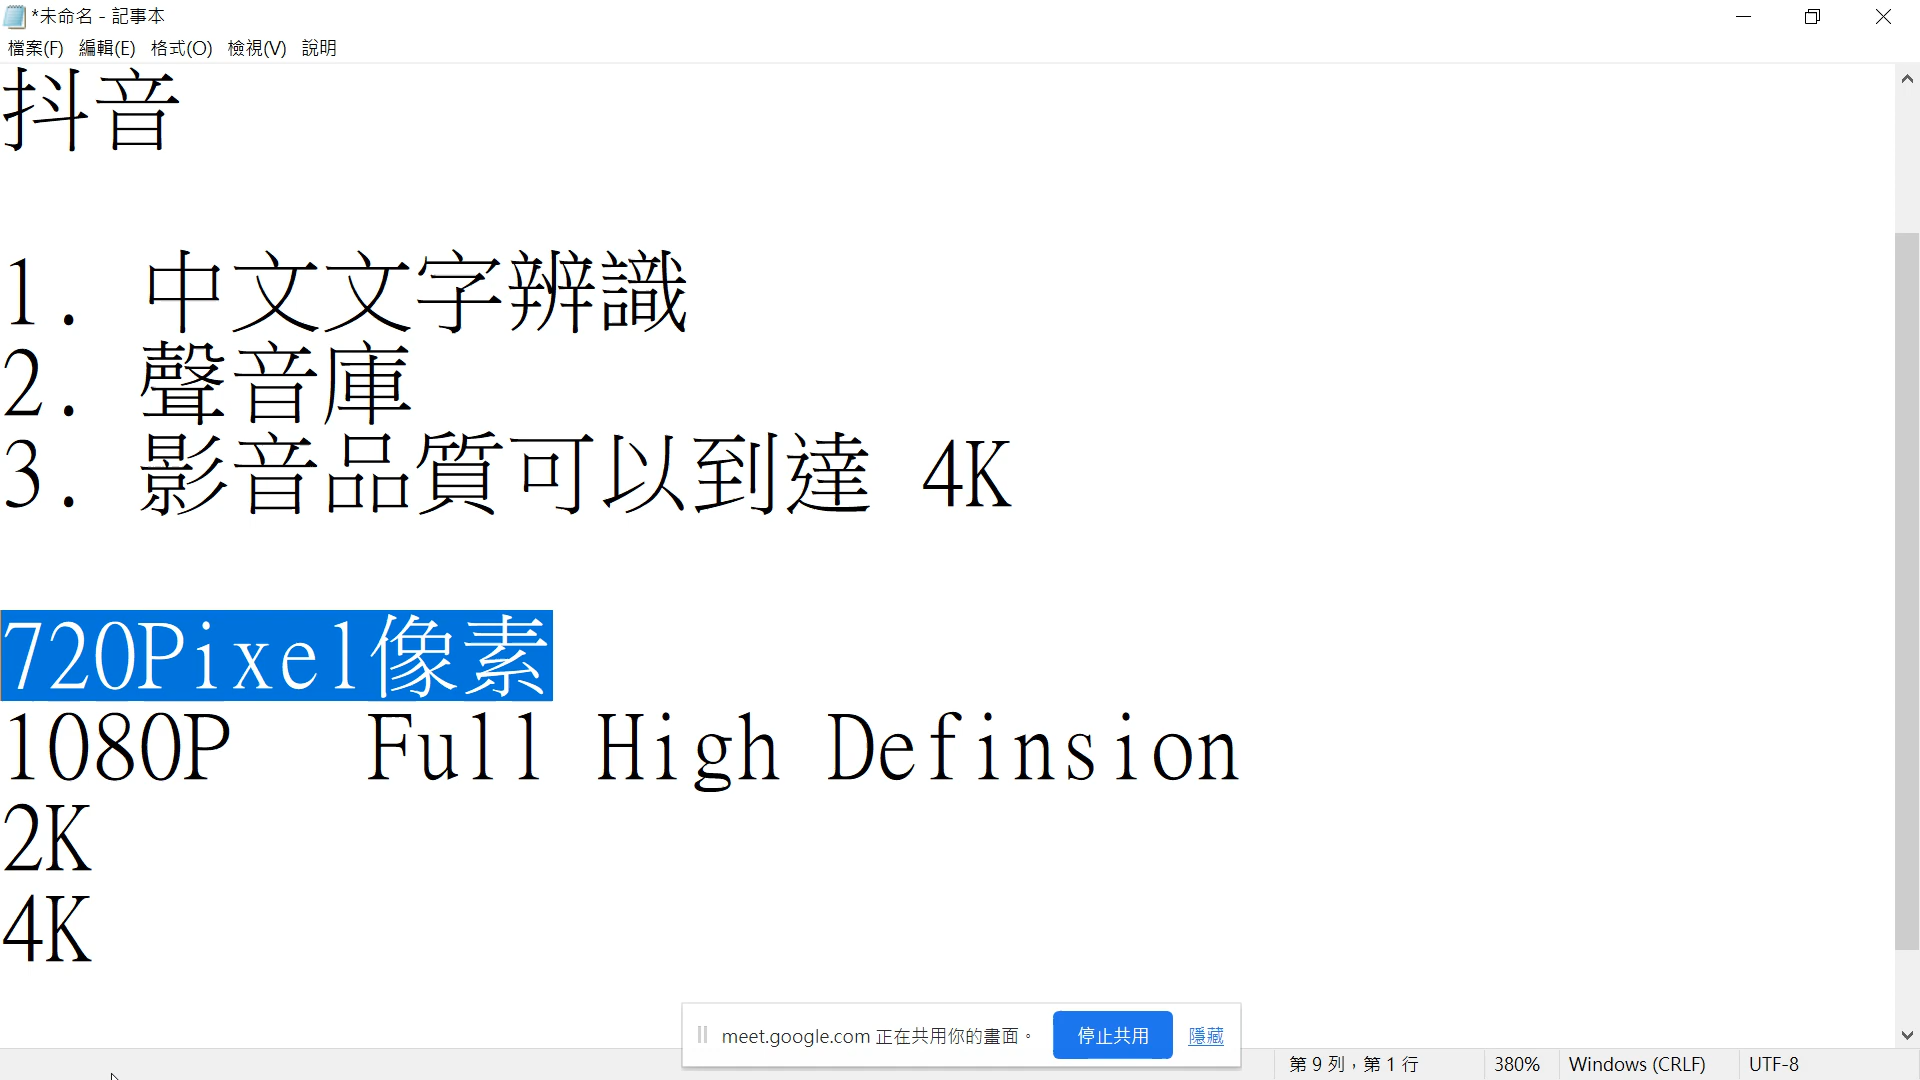 *未命名 - 記事本
檔案(F) 編輯(E) 格式(O) 檢視(V) 說明
抖音
1. 中文文字辨識
2. 聲音庫
3. 影音品質可以到達 4K
720Pixel像素
1080P   Full High Definsion
2K
4K
meet.google.com 正在共用你的畫面。 停止共用 隱藏
第 9 列，第 1 行 380% Windows (CRLF) UTF-8